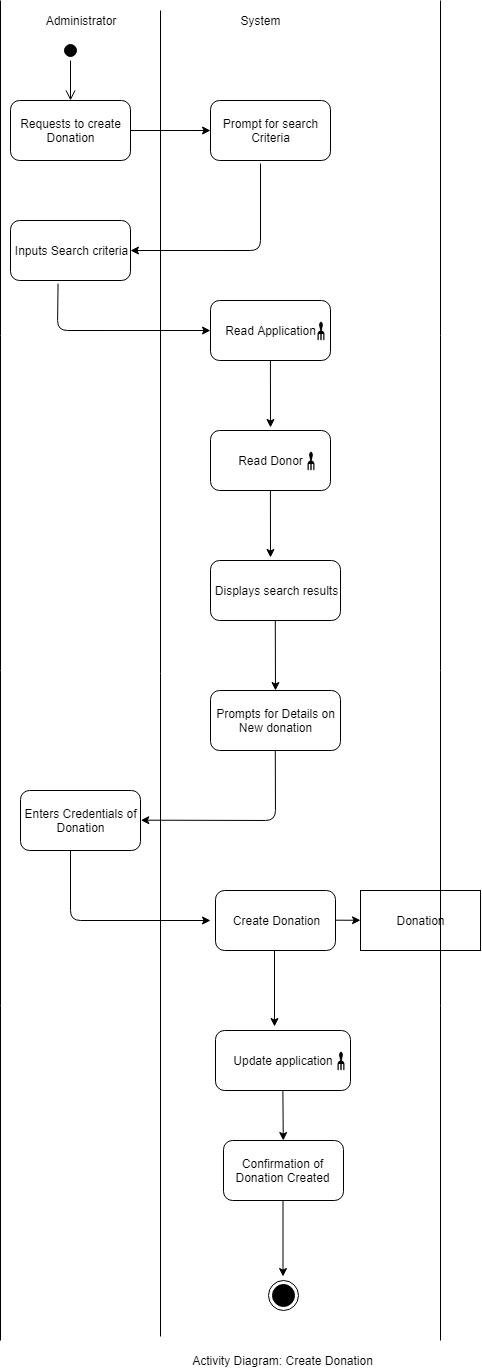 Administrator
System
Requests to create
Donation
Prompt for search
Criteria
Inputs Search criteria
Read Application
Read Donor
Displays search results
Prompts for Details on
New donation
Enters Credentials of
Donation
Create Donation
Donation
Update application
Confirmation of
Donation Created
Activity Diagram: Create Donation